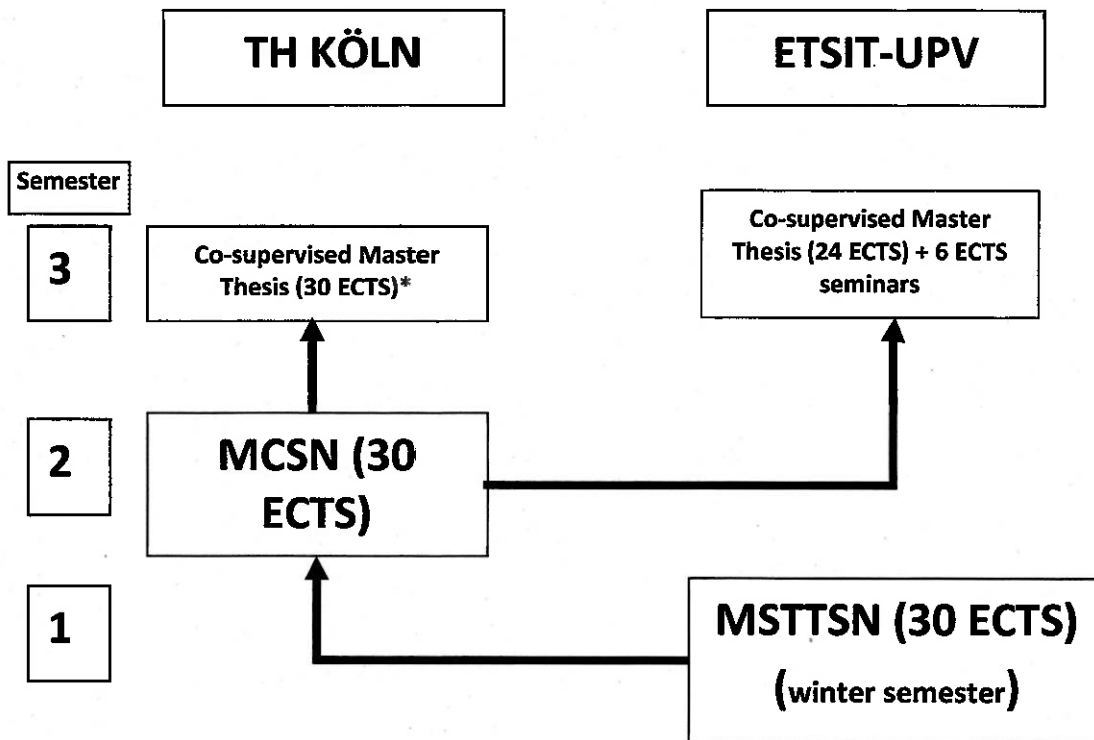 TH KÖLN
ETSIT-UPV
Semester
3
Co-supervised Master
Thesis (30 ECTS)*
Co-supervised Master
Thesis (24 ECTS) + 6 ECTS
seminars
2
MCSN (30
ECTS)
1
MSTTSN (30 ECTS)
(winter semester)